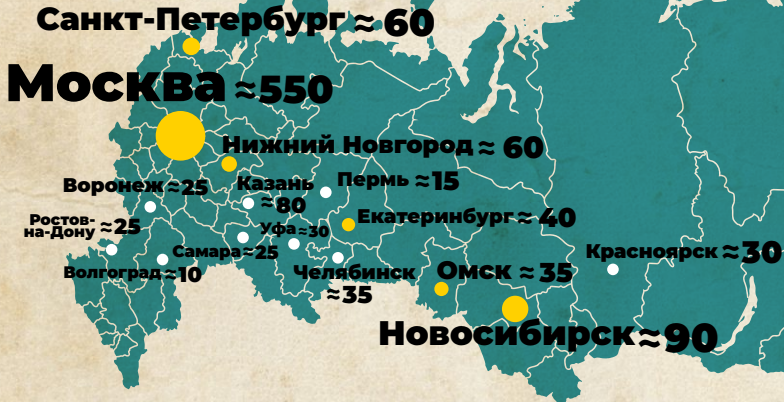 Санкт-Петербург ≈ 60
Москва ≈550
Нижний Новгород ≈ 60
Воронеж ≈25
Казань
≈80
Пермь ≈15
Ростов-
на-Дону ≈25
Екатеринбург ≈ 40
Уфа ≈30
Самара ≈25
Красноярск ≈30
Волгоград ≈10
Челябинск
≈35
Омск ≈ 35
Новосибирск ≈90